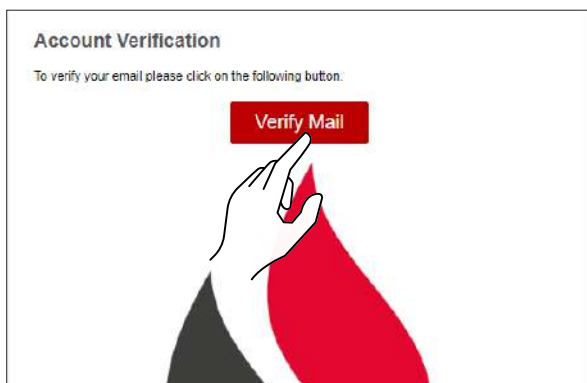 Account Verification
To verify your email please click on the following button.
Verify Mail